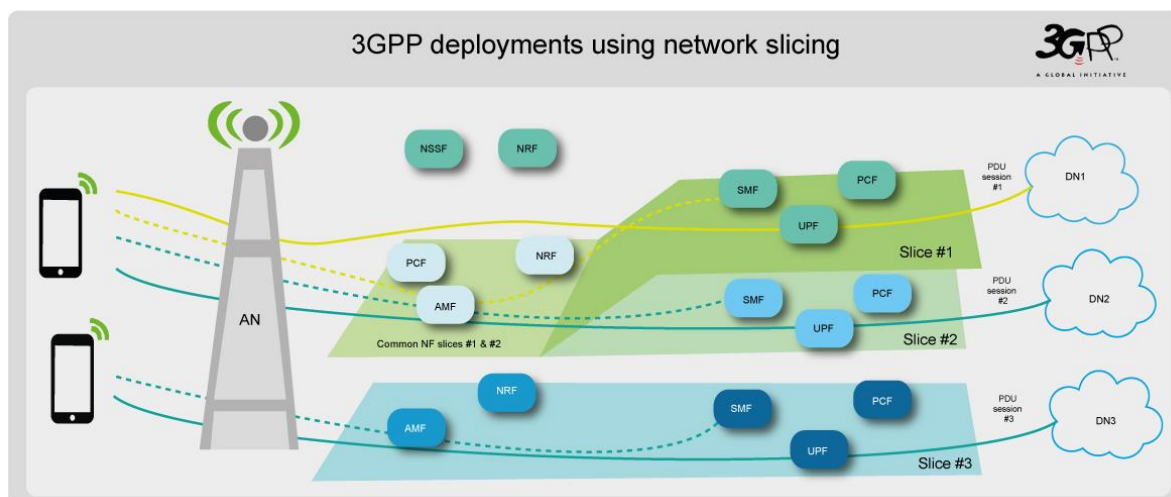 3GPP deployments using network slicing
3GPP
A GLOBAL INITIATIVE
NSSF
NRF
SMF
PCF
UPF
PDU
session
#1
DN1
Slice #1
PCF
NRF
AMF
Common NF slices #1 & #2
AN
SMF
PCF
UPF
PDU
session
#2
DN2
Slice #2
NRF
AMF
SMF
PCF
UPF
PDU
session
#3
DN3
Slice #3